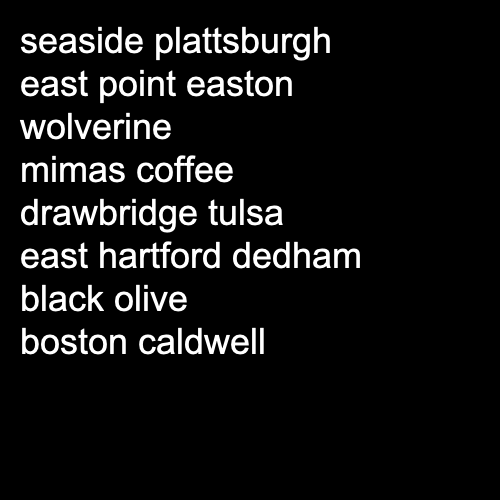 seaside plattsburgh
east point easton
wolverine
mimas coffee
drawbridge tulsa
east hartford dedham
black olive
boston caldwell